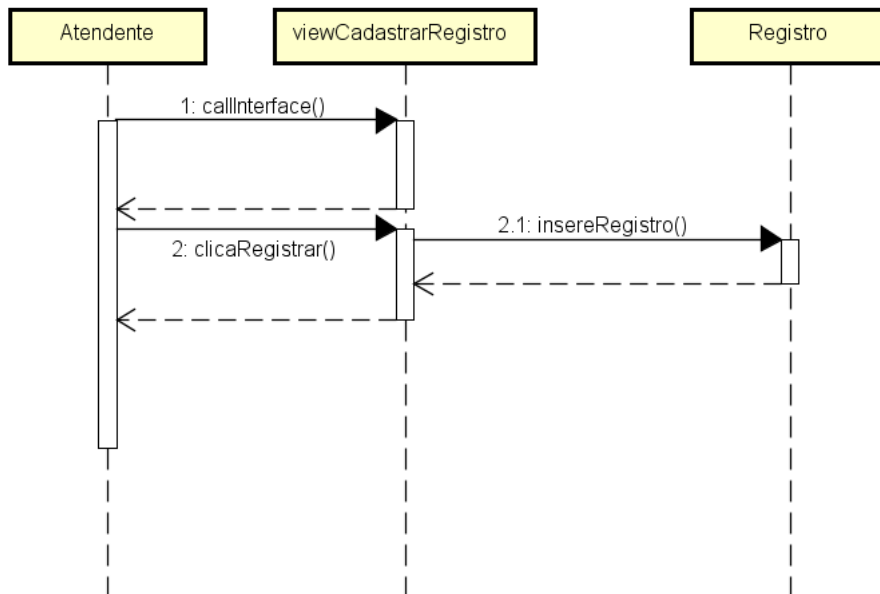 Atendente
viewCadastrarRegistro
Registro
1: callInterface()
2: clicaRegistrar()
2.1: insereRegistro()